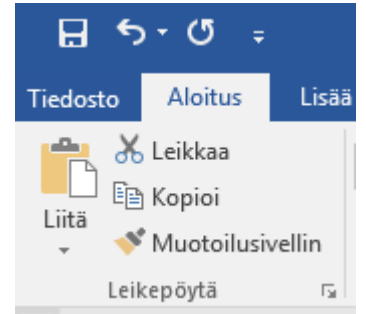 Tiedosto Aloitus Lisää
Leikkaa
Kopioi
Liitä
Muotoilusivellin
Leikepöytä